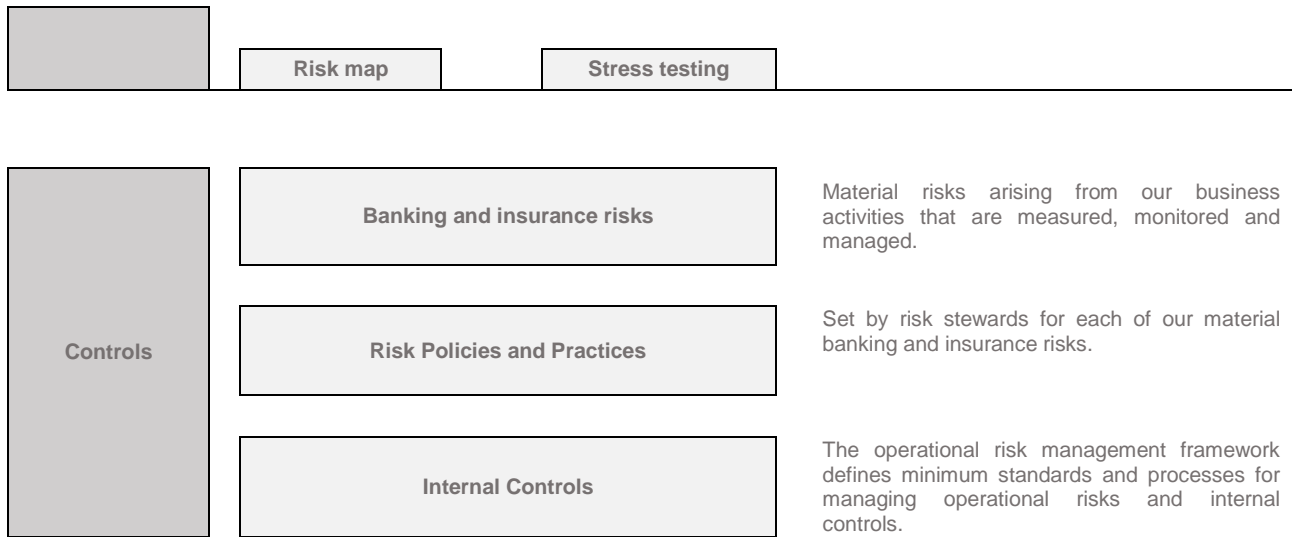 Risk map
Stress testing
Controls
Banking and insurance risks
Material risks arising from our business
activities that are measured, monitored and
managed.
Risk Policies and Practices
Set by risk stewards for each of our material
banking and insurance risks.
Internal Controls
The operational risk management framework
defines minimum standards and processes for
managing operational risks and internal
controls.